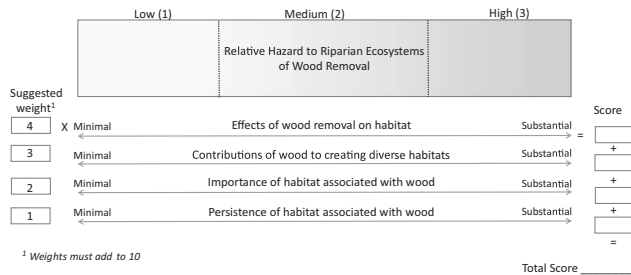 Low (1) Medium (2) High (3)
Relative Hazard to Riparian Ecosystems
of Wood Removal
Suggested
weight1
Score
4 X Minimal Effects of wood removal on habitat Substantial =
+
3 Minimal Contributions of wood to creating diverse habitats Substantial
+
2 Minimal Importance of habitat associated with wood Substantial
+
1 Minimal Persistence of habitat associated with wood Substantial
=
1 Weights must add to 10
Total Score ________